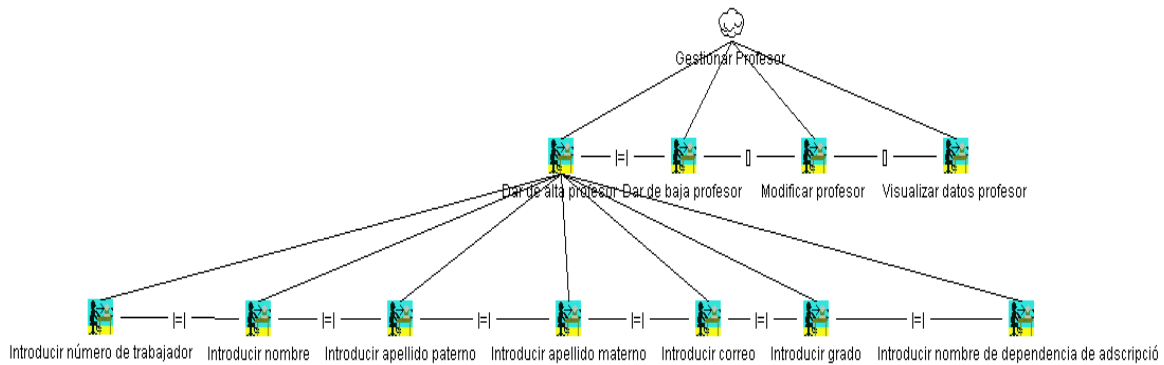 Gestionar Profesor
|=| [] []
Dar de alta profesor Dar de baja profesor Modificar profesor Visualizar datos profesor
|=| |=| |=| |=| |=| |=|
Introducir número de trabajador Introducir nombre Introducir apellido paterno Introducir apellido materno Introducir correo Introducir grado Introducir nombre de dependencia de adscripció